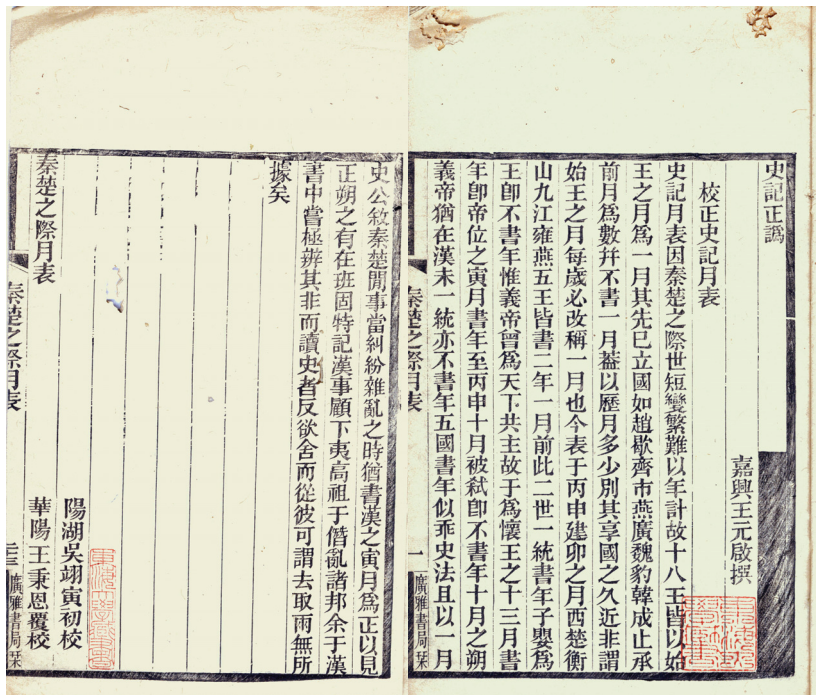 史記正譌
嘉興王元啟撰
校正史記月表
史記月表因秦楚之際世短變繁難以年計故十八王皆以始
王之月爲一月其先已立國如趙歇齊市燕廣魏豹韓成止承
前月爲數幷不書一月葢以歷月多少別其享國之久近非謂
始王之月每歲必改稱一月也今表于丙申建卯之月西楚衡
山九江雍燕五王皆書二年一月前此二世一統書年子嬰爲
王卽不書年惟義帝曾爲天下共主故于爲懷王之十三月書
年卽帝位之寅月書年至丙申十月被弑卽不書年十月之朔
義帝猶在漢未一統亦不書年五國書年似乖史法且以一月
秦楚之際月表 一 廣雅書局栞
史公敘秦楚閒事當糾紛雜亂之時猶書漢之寅月爲正以見
正朔之有在班固特記漢事顧下夷高祖于僭亂諸邦余于漢
書中嘗極辨其非而讀史者反欲舍而從彼可謂去取兩無所
據矣
陽湖吳翊寅初校
秦楚之際月表 華陽王秉恩覆校
秦楚之際月表 廣雅書局栞